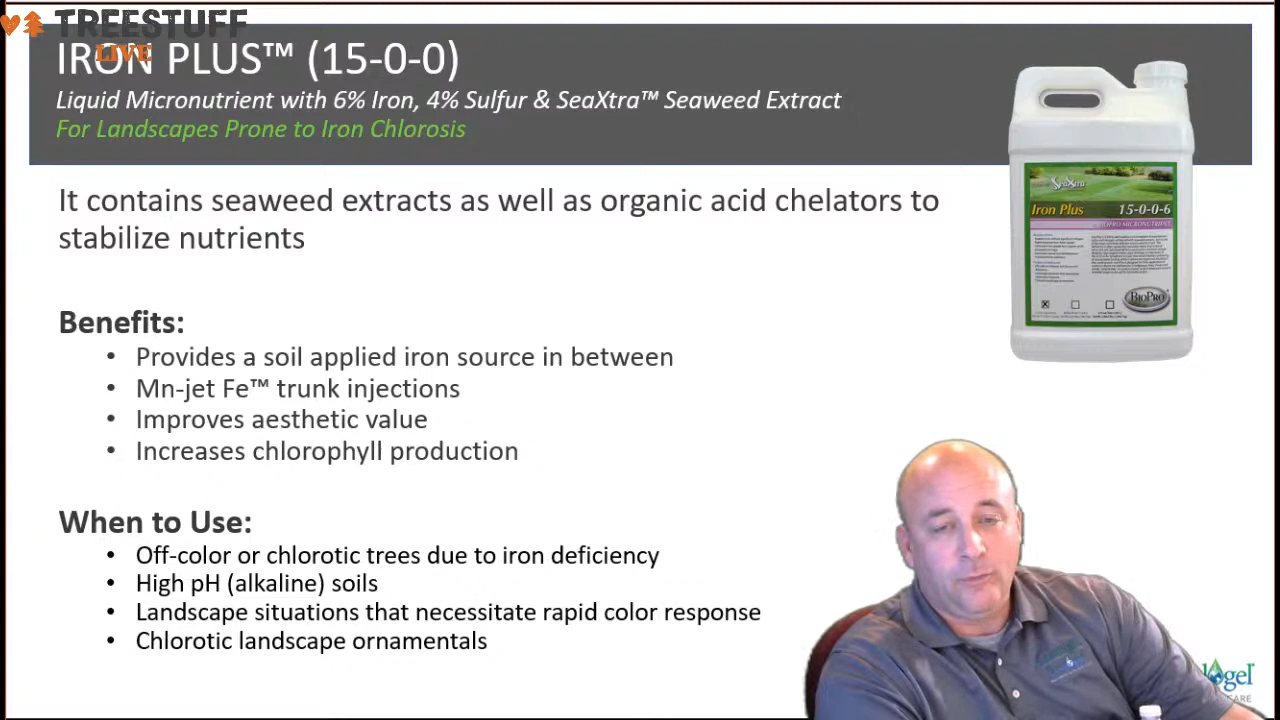 TREESTUFF
LIVE
IRON PLUS™ (15-0-0)
Liquid Micronutrient with 6% Iron, 4% Sulfur & SeaXtra™ Seaweed Extract
For Landscapes Prone to Iron Chlorosis
It contains seaweed extracts as well as organic acid chelators to
stabilize nutrients
Benefits:
• Provides a soil applied iron source in between
• Mn-jet Fe™ trunk injections
• Improves aesthetic value
• Increases chlorophyll production
When to Use:
• Off-color or chlorotic trees due to iron deficiency
• High pH (alkaline) soils
• Landscape situations that necessitate rapid color response
• Chlorotic landscape ornamentals
SeaXtra
Iron Plus 15-0-0-6
BIOPRO MICRONUTRIENT
BIOPRO
logel
CARE